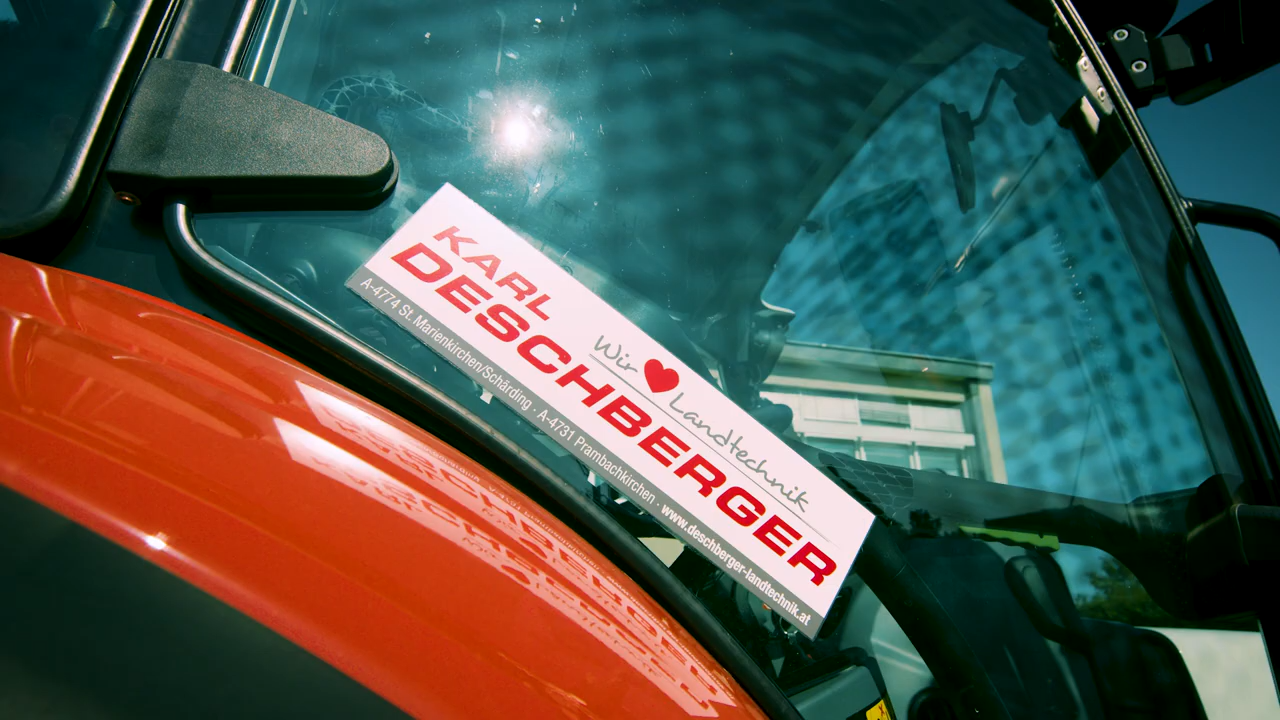 KARL
DESCHBERGER
Wir ❤ Landtechnik
A-4774 St. Marienkirchen/Schärding · A-4731 Prambachkirchen · www.deschberger-landtechnik.at